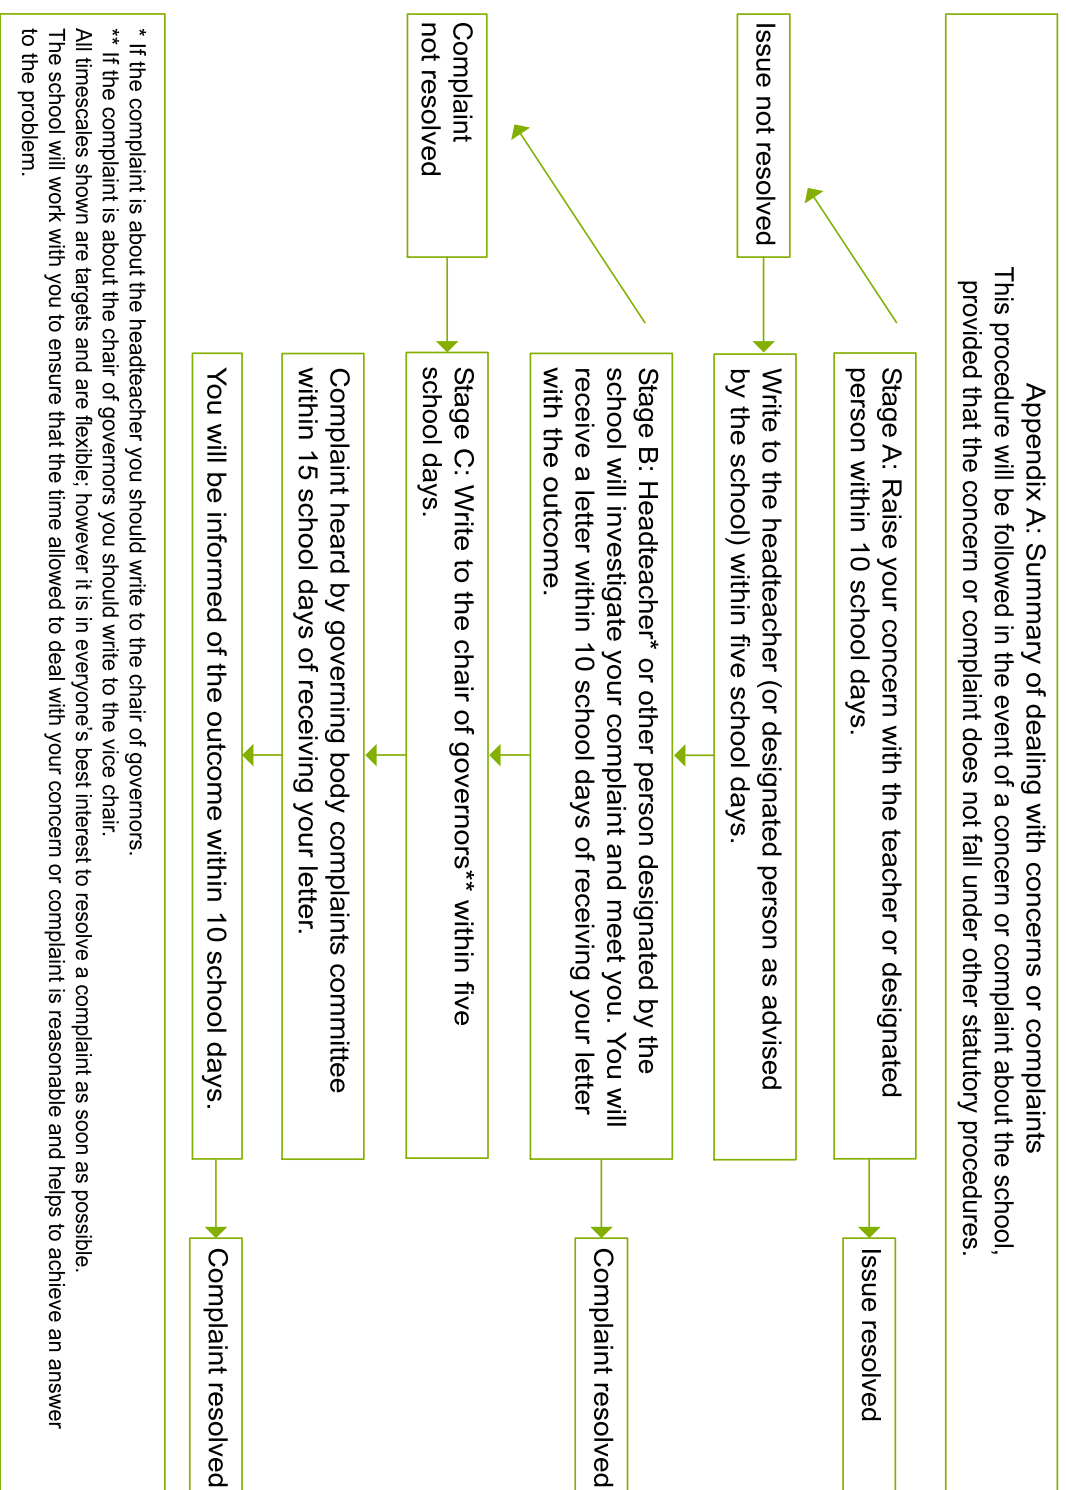 Appendix A: Summary of dealing with concerns or complaints
This procedure will be followed in the event of a concern or complaint about the school,
provided that the concern or complaint does not fall under other statutory procedures.
Stage A: Raise your concern with the teacher or designated
person within 10 school days.
Issue resolved
Issue not resolved
Write to the headteacher (or designated person as advised
by the school) within five school days.
Stage B: Headteacher* or other person designated by the
school will investigate your complaint and meet you. You will
receive a letter within 10 school days of receiving your letter
with the outcome.
Complaint resolved
Complaint
not resolved
Stage C: Write to the chair of governors** within five
school days.
Complaint heard by governing body complaints committee
within 15 school days of receiving your letter.
You will be informed of the outcome within 10 school days.
Complaint resolved
* If the complaint is about the headteacher you should write to the chair of governors.
** If the complaint is about the chair of governors you should write to the vice chair.
All timescales shown are targets and are flexible; however it is in everyone’s best interest to resolve a complaint as soon as possible.
The school will work with you to ensure that the time allowed to deal with your concern or complaint is reasonable and helps to achieve an answer
to the problem.